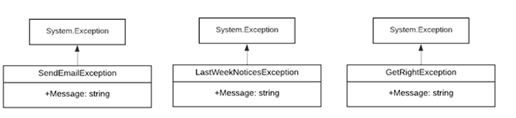 System.Exception
SendEmailException
+Message: string
System.Exception
LastWeekNoticesException
+Message: string
System.Exception
GetRightException
+Message: string